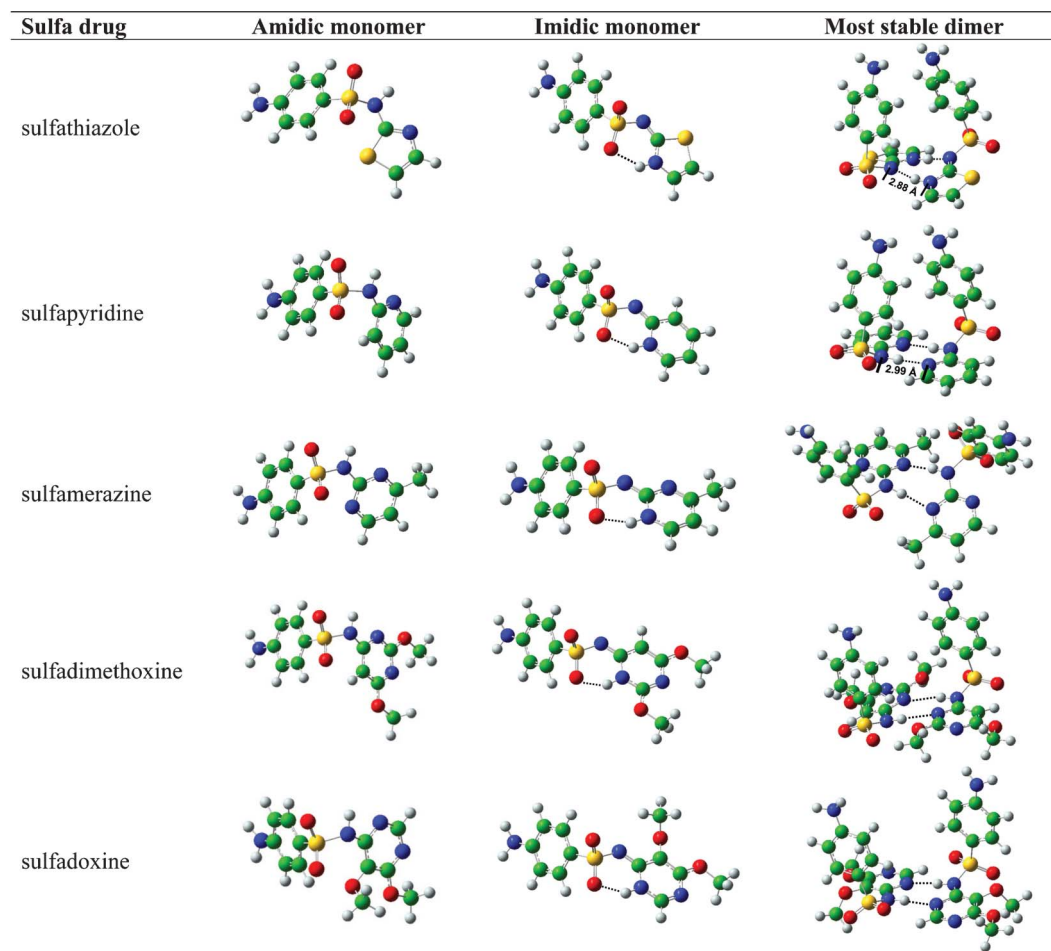 Sulfa drug Amidic monomer Imidic monomer Most stable dimer
sulfathiazole
2.88 Å
sulfapyridine
2.99 Å
sulfamerazine
sulfadimethoxine
sulfadoxine